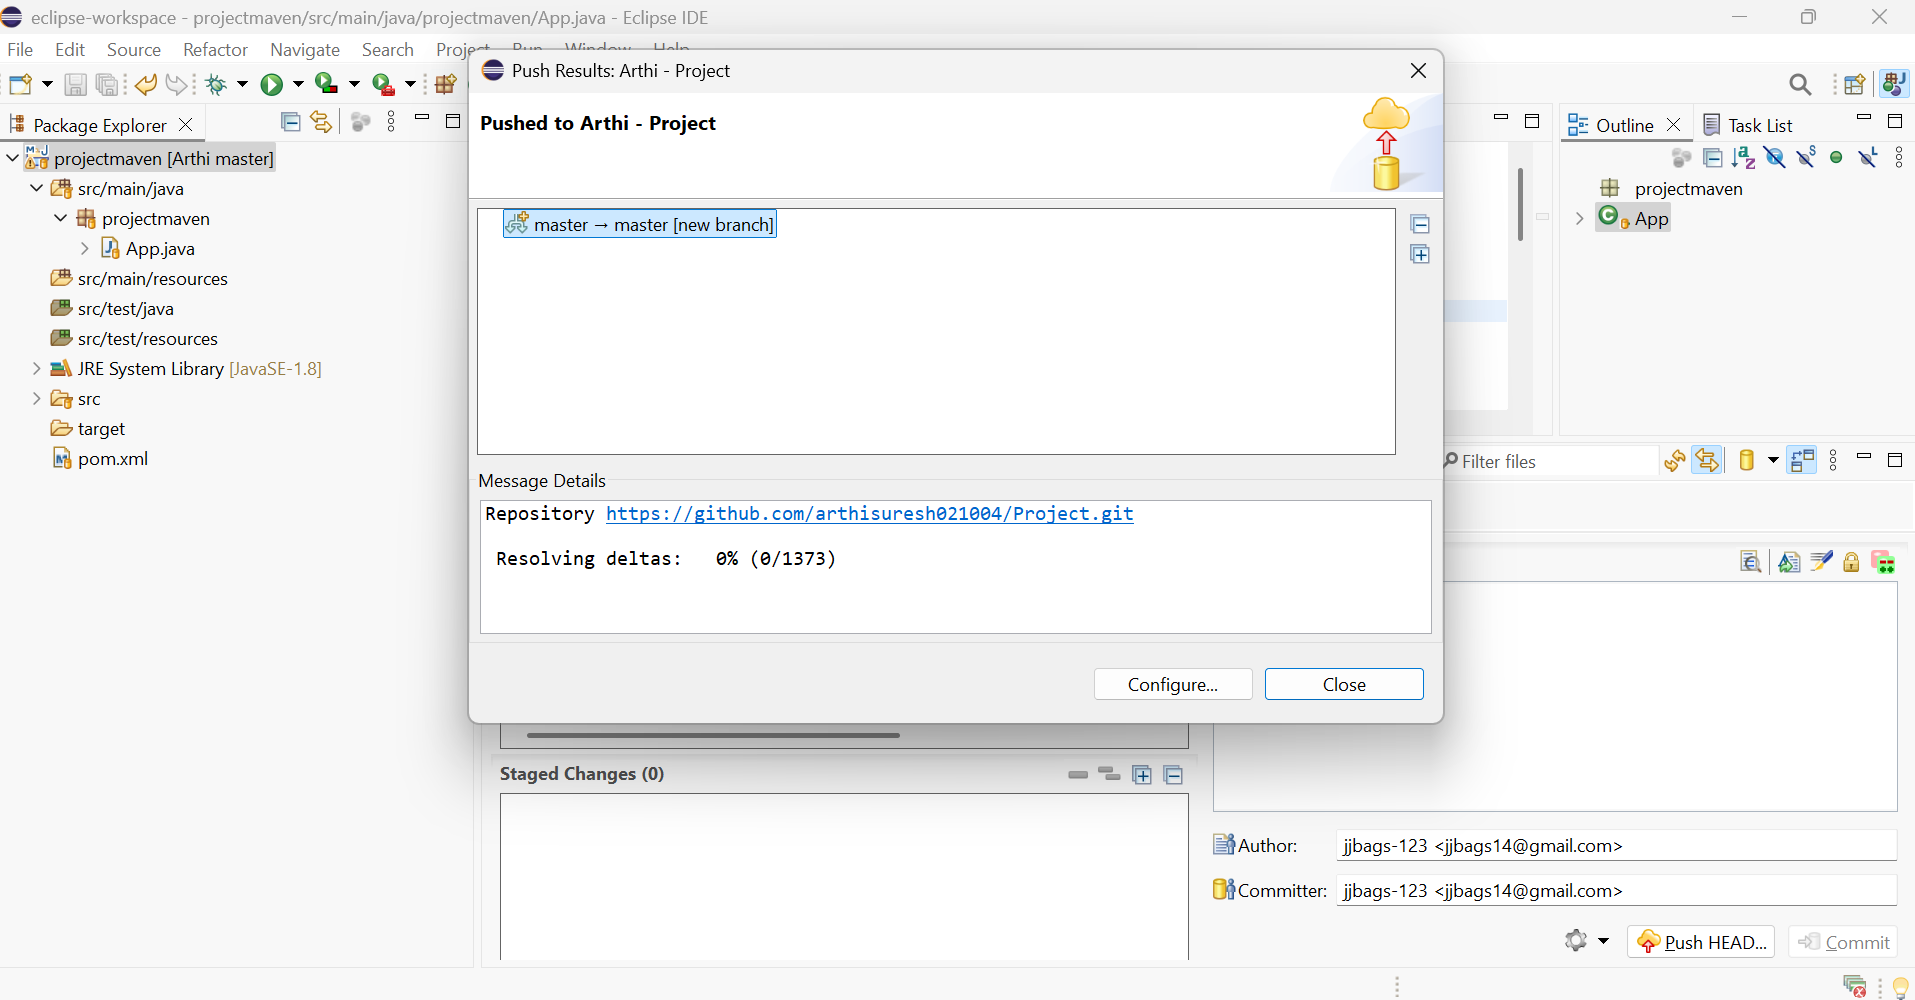 eclipse-workspace - projectmaven/src/main/java/projectmaven/App.java - Eclipse IDE
File Edit Source Refactor Navigate Search Project Run Window Help
Push Results: Arthi - Project
Pushed to Arthi - Project
Package Explorer
Outline
Task List
projectmaven [Arthi master]
src/main/java
projectmaven
App.java
src/main/resources
src/test/java
src/test/resources
JRE System Library [JavaSE-1.8]
src
target
pom.xml
master → master [new branch]
projectmaven
App
Message Details
Repository https://github.com/arthisuresh021004/Project.git
Resolving deltas: 0% (0/1373)
Configure...
Close
Filter files
Staged Changes (0)
Author: jjbags-123 <jjbags14@gmail.com>
Committer: jjbags-123 <jjbags14@gmail.com>
Push HEAD...
Commit